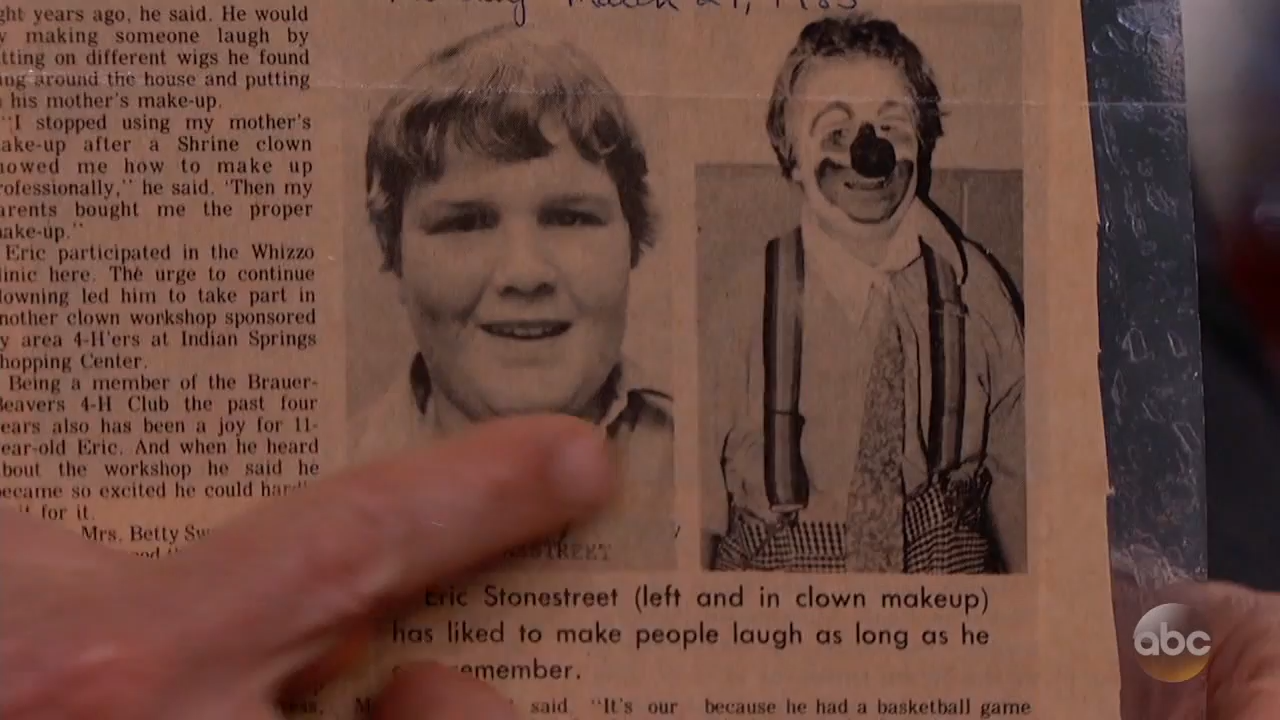 ght years ago, he said. He would
making someone laugh by
tting on different wigs he found
ing around the house and putting
his mother's make-up.
"I stopped using my mother's
ake-up after a Shrine clown
howed me how to make up
rofessionally," he said. 'Then my
arents bought me the proper
ake-up."
Eric participated in the Whizzo
linic here. The urge to continue
lowning led him to take part in
nother clown workshop sponsored
y area 4-H'ers at Indian Springs
hopping Center.
Being a member of the Brauer-
Beavers 4-H Club the past four
ears also has been a joy for 11-
ear-old Eric. And when he heard
bout the workshop he said he
ecame so excited he could
for it.
Mrs. Betty
March 21, 1983
STREET
Eric Stonestreet (left and in clown makeup)
has liked to make people laugh as long as he
emember.
said "It's our
because he had a basketball game
abc